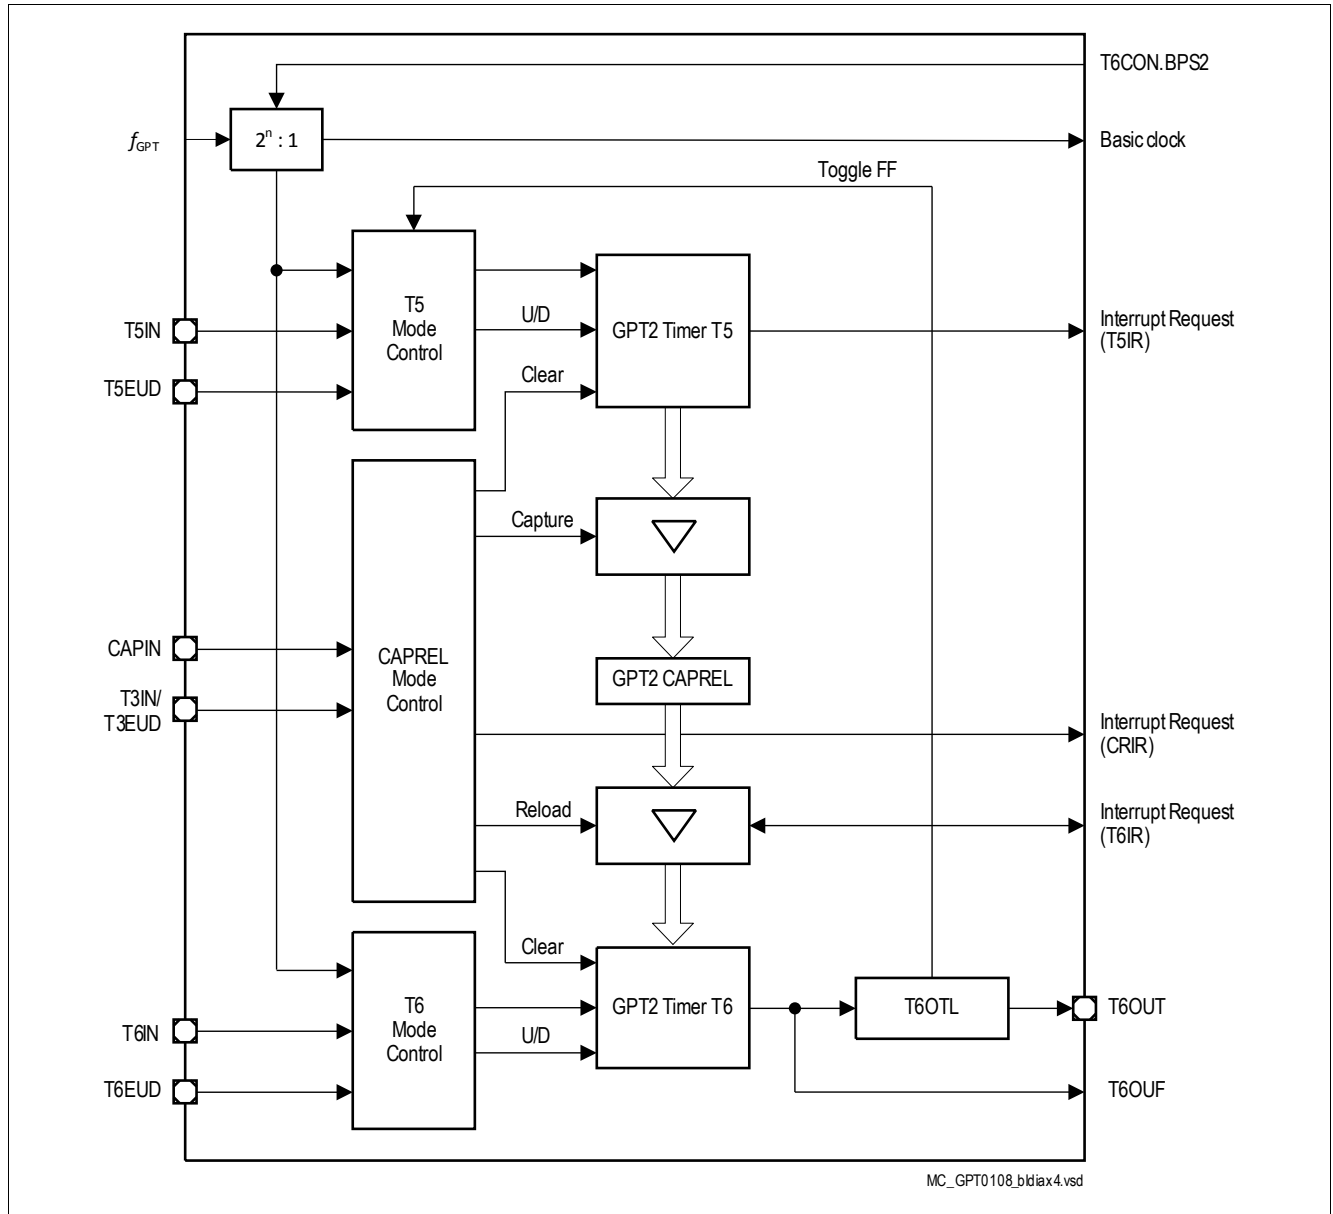 T6CON.BPS2
fGPT
2ⁿ : 1
Basic clock
Toggle FF
T5
Mode
Control
U/D
GPT2 Timer T5
T5IN
Interrupt Request
(T5IR)
T5EUD
Clear
Capture
CAPIN
CAPREL
Mode
Control
GPT2 CAPREL
T3IN/
T3EUD
Interrupt Request
(CRIR)
Reload
Interrupt Request
(T6IR)
Clear
T6
Mode
Control
GPT2 Timer T6
T6OTL
T6OUT
T6IN
U/D
T6EUD
T6OUF
MC_GPT0108_bldiax4.vsd